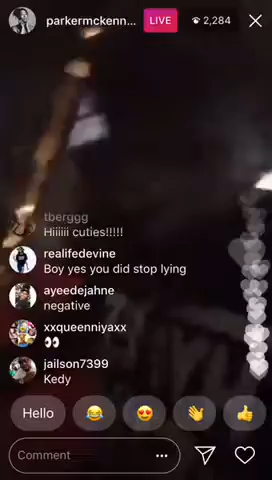 parkermckenn...
LIVE
2,284
tberggg
Hiiiiii cuties!!!!!
realifedevine
Boy yes you did stop lying
ayeedejahne
negative
xxqueenniyaxx
👀
jailson7399
Kedy
Hello 😂 😍 👋 👍
Comment ...